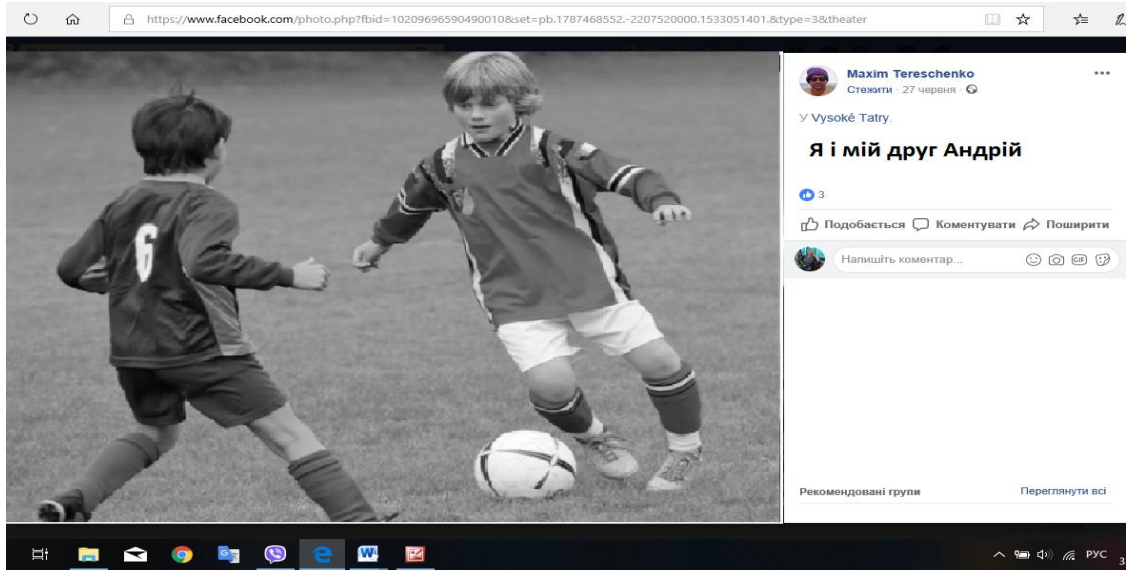 https://www.facebook.com/photo.php?fbid=10209696590490010&set=pb.1787468552.-2207520000.1533051401.&type=3&theater
Maxim Tereschenko
Стежити · 27 червня ·
У Vysoké Tatry.
Я і мій друг Андрій
3
Подобається Коментувати Поширити
Напишіть коментар...
GIF
6
Рекомендовані групи Переглянути всі
W
РУС
3